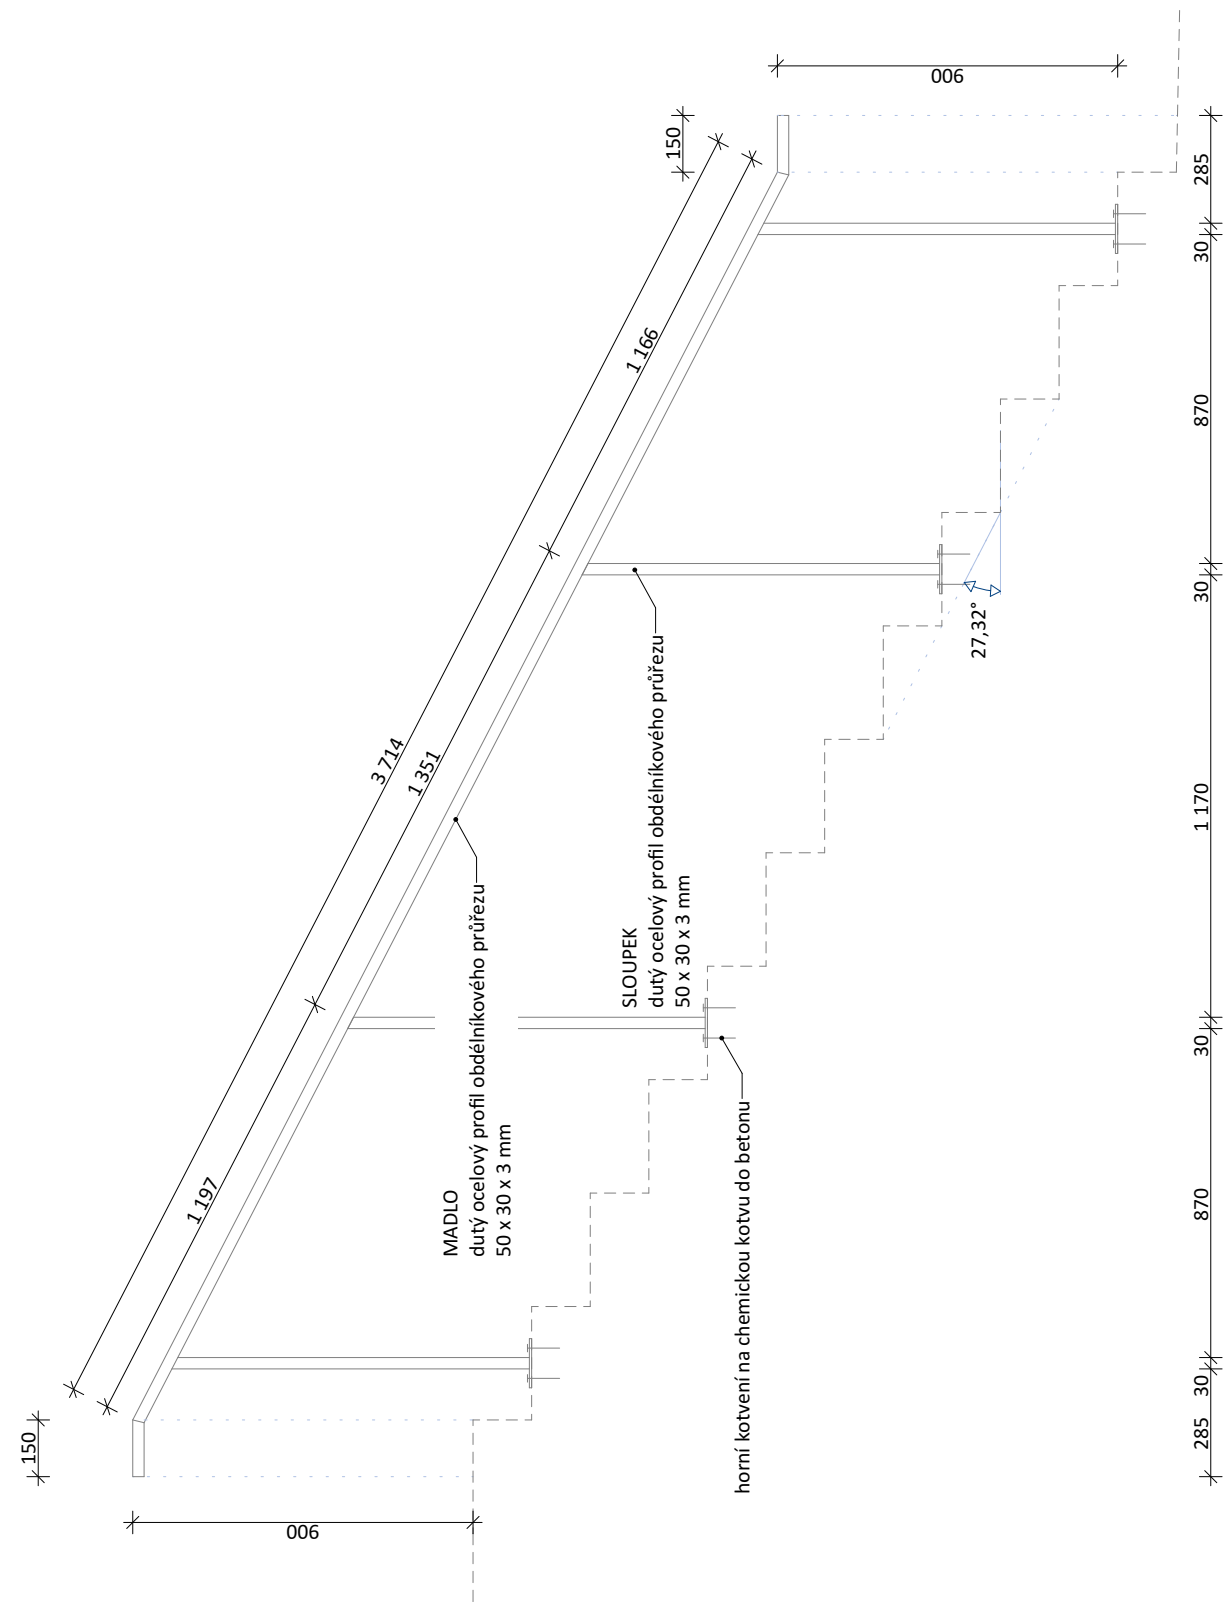 150
1 197
900
3 714
1 351
MADLO
dutý ocelový profil obdélníkového průřezu
50 x 30 x 3 mm
SLOUPEK
dutý ocelový profil obdélníkového průřezu
50 x 30 x 3 mm
1 166
150
horní kotvení na chemickou kotvu do betonu
900
27,32°
285
30
870
30
1 170
30
870
30
285